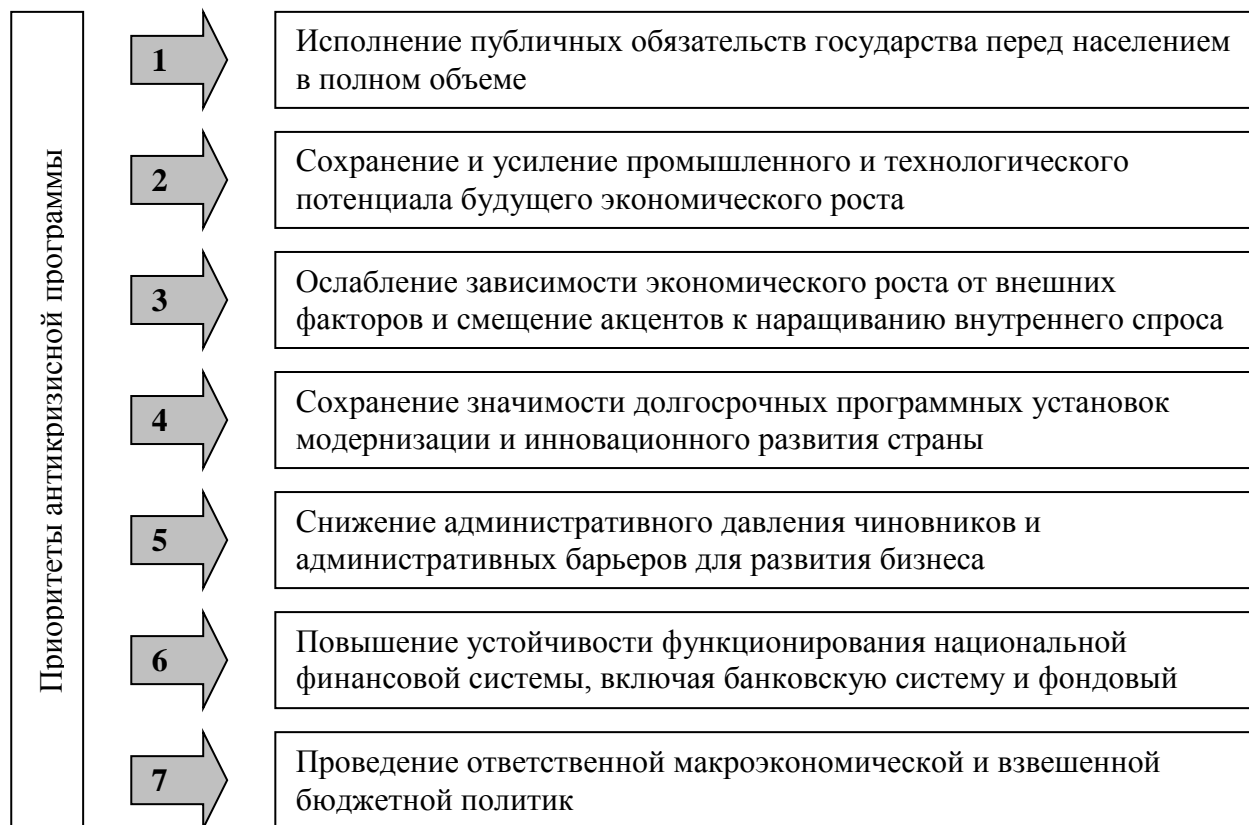 Приоритеты антикризисной программы
1
Исполнение публичных обязательств государства перед населением
в полном объеме
2
Сохранение и усиление промышленного и технологического
потенциала будущего экономического роста
3
Ослабление зависимости экономического роста от внешних
факторов и смещение акцентов к наращиванию внутреннего спроса
4
Сохранение значимости долгосрочных программных установок
модернизации и инновационного развития страны
5
Снижение административного давления чиновников и
административных барьеров для развития бизнеса
6
Повышение устойчивости функционирования национальной
финансовой системы, включая банковскую систему и фондовый
7
Проведение ответственной макроэкономической и взвешенной
бюджетной политик